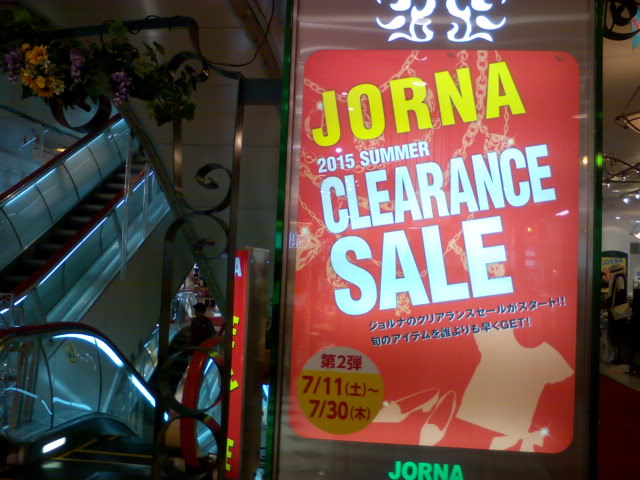 JORNA
2015 SUMMER
CLEARANCE
SALE
ジョルナのクリアランスセールがスタート!!
旬のアイテムを誰よりも早くGET!
第2弾
7/11(土)～
7/30(木)
JORNA